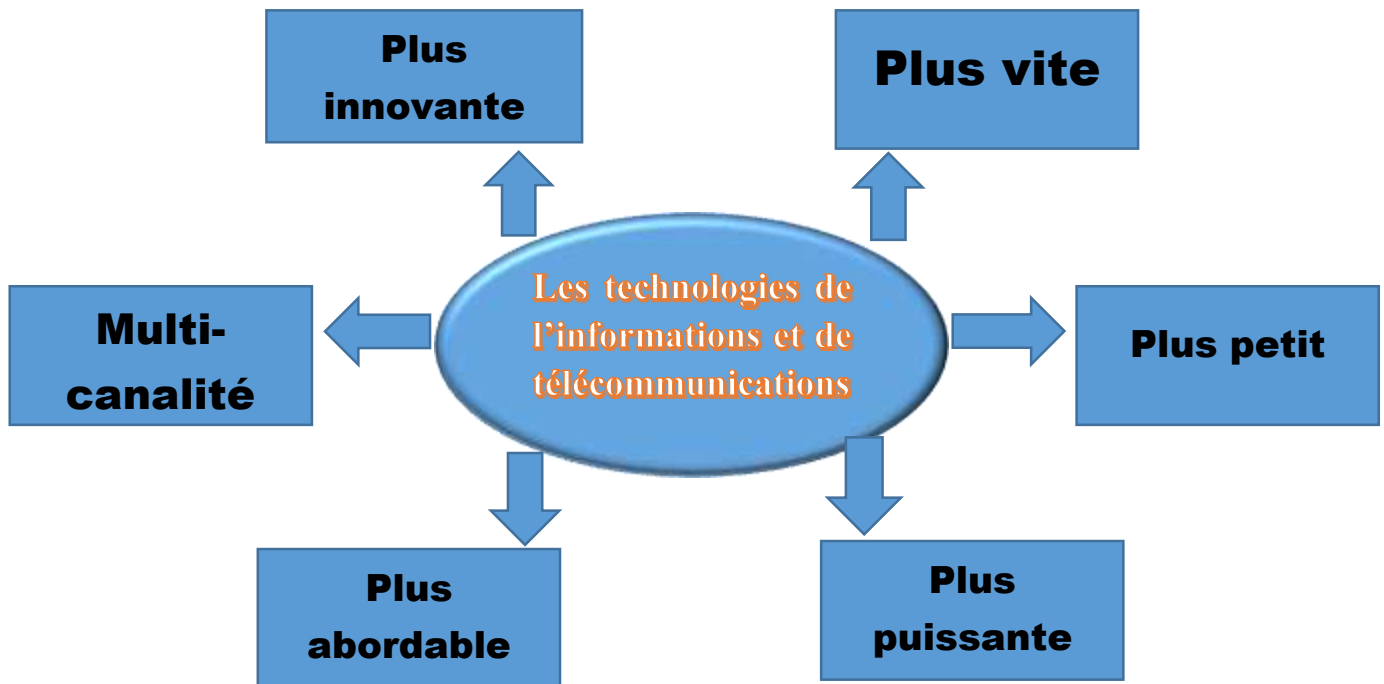 Plus
innovante
Plus vite
Les technologies de
l’informations et de
télécommunications
Multi-
canalité
Plus petit
Plus
abordable
Plus
puissante